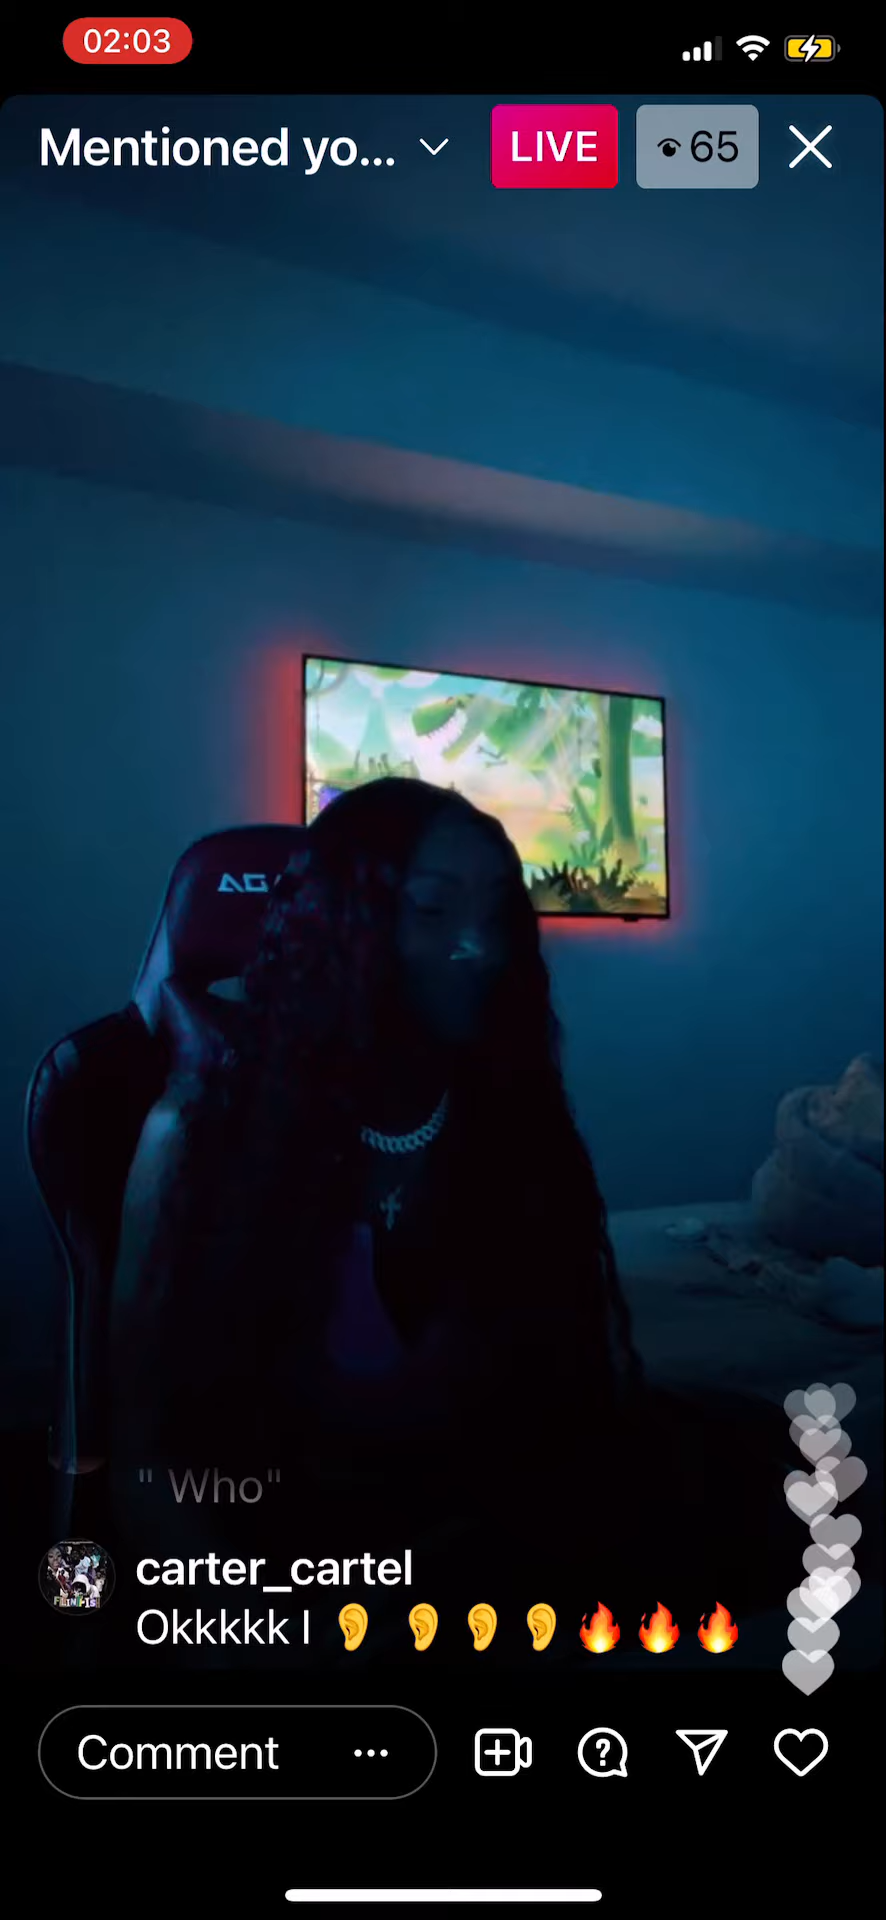 02:03
Mentioned yo...
LIVE
65
" Who"
carter_cartel
Okkkkk I 👂 👂 👂 👂🔥🔥🔥
Comment ...